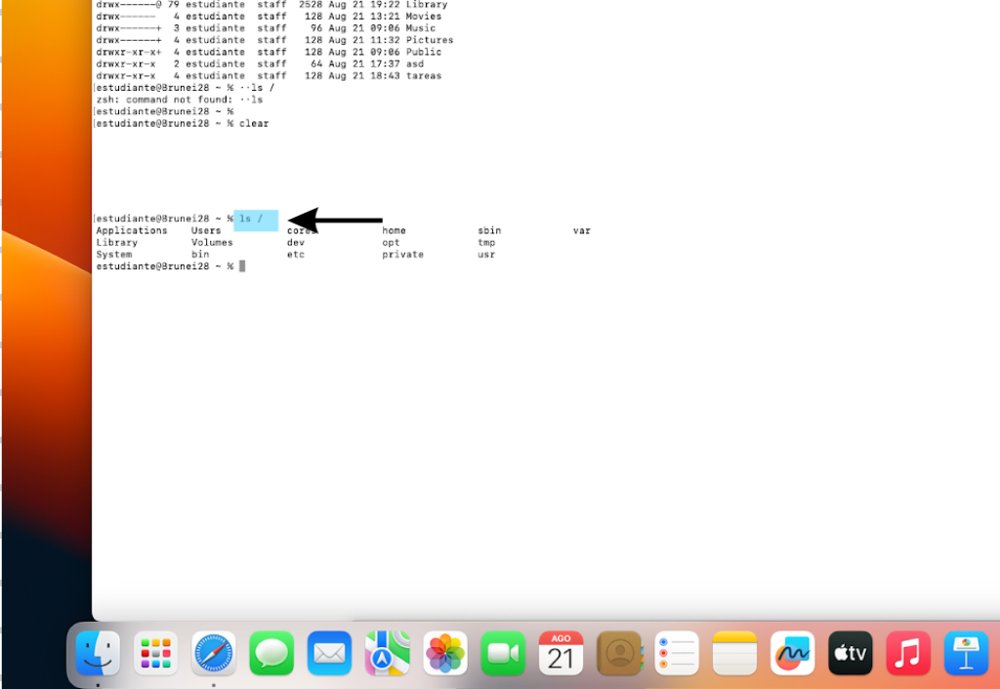 drwx------@ 79 estudiante  staff  2528 Aug 21 19:22 Library
drwx------   4 estudiante  staff   128 Aug 21 13:21 Movies
drwx------+  3 estudiante  staff    96 Aug 21 09:06 Music
drwx------+  4 estudiante  staff   128 Aug 21 11:32 Pictures
drwxr-xr-x+  4 estudiante  staff   128 Aug 21 09:06 Public
drwxr-xr-x   2 estudiante  staff    64 Aug 21 17:37 asd
drwxr-xr-x   4 estudiante  staff   128 Aug 21 18:43 tareas
[estudiante@Brunei28 ~ % ··ls /
zsh: command not found: ··ls
[estudiante@Brunei28 ~ %
[estudiante@Brunei28 ~ % clear
[estudiante@Brunei28 ~ % ls /
Applications    Users           cores           home            sbin            var
Library         Volumes         dev             opt             tmp
System          bin             etc             private         usr
estudiante@Brunei28 ~ %
AGO
21
tv